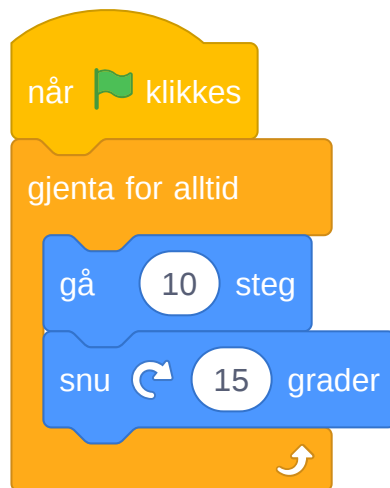 når klikkes
gjenta for alltid
gå 10 steg
snu 15 grader